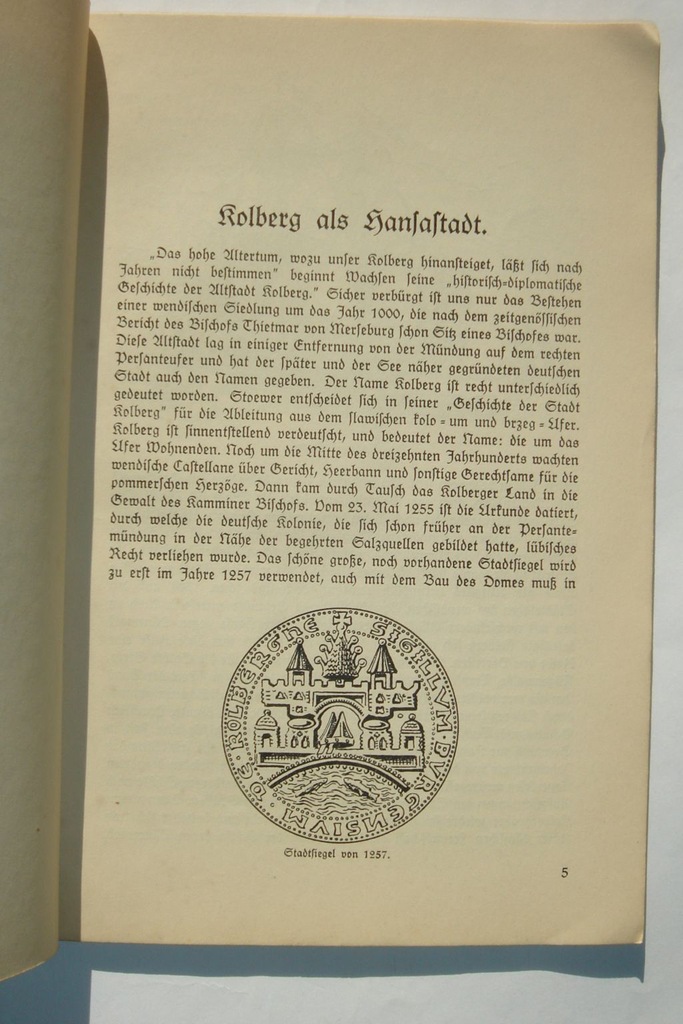 Kolberg als Hansastadt.
„Das hohe Altertum, wozu unser Kolberg hinansteiget, läßt sich nach
Jahren nicht bestimmen" beginnt Wachsen seine „historisch-diplomatische
Geschichte der Altstadt Kolberg." Sicher verbürgt ist uns nur das Bestehen
einer wendischen Siedlung um das Jahr 1000, die nach dem zeitgenössischen
Bericht des Bischofs Thietmar von Merseburg schon Sitz eines Bischofes war.
Diese Altstadt lag in einiger Entfernung von der Mündung auf dem rechten
Persanteufer und hat der später und der See näher gegründeten deutschen
Stadt auch den Namen gegeben. Der Name Kolberg ist recht unterschiedlich
gedeutet worden. Stoewer entscheidet sich in seiner „Geschichte der Stadt
Kolberg" für die Ableitung aus dem slawischen kolo = um und brzeg = Ufer.
Kolberg ist sinnentstellend verdeutscht, und bedeutet der Name: die um das
Ufer Wohnenden. Noch um die Mitte des dreizehnten Jahrhunderts wachten
wendische Castellane über Gericht, Heerbann und sonstige Gerechtsame für die
pommerschen Herzöge. Dann kam durch Tausch das Kolberger Land in die
Gewalt des Kamminer Bischofs. Vom 23. Mai 1255 ist die Urkunde datiert,
durch welche die deutsche Kolonie, die sich schon früher an der Persante-
mündung in der Nähe der begehrten Salzquellen gebildet hatte, lübisches
Recht verliehen wurde. Das schöne große, noch vorhandene Stadtsiegel wird
zu erst im Jahre 1257 verwendet, auch mit dem Bau des Domes muß in
SIGILLVM · BVRGENSIVM · DE · KOLBERGHE
Stadtsiegel von 1257.
5